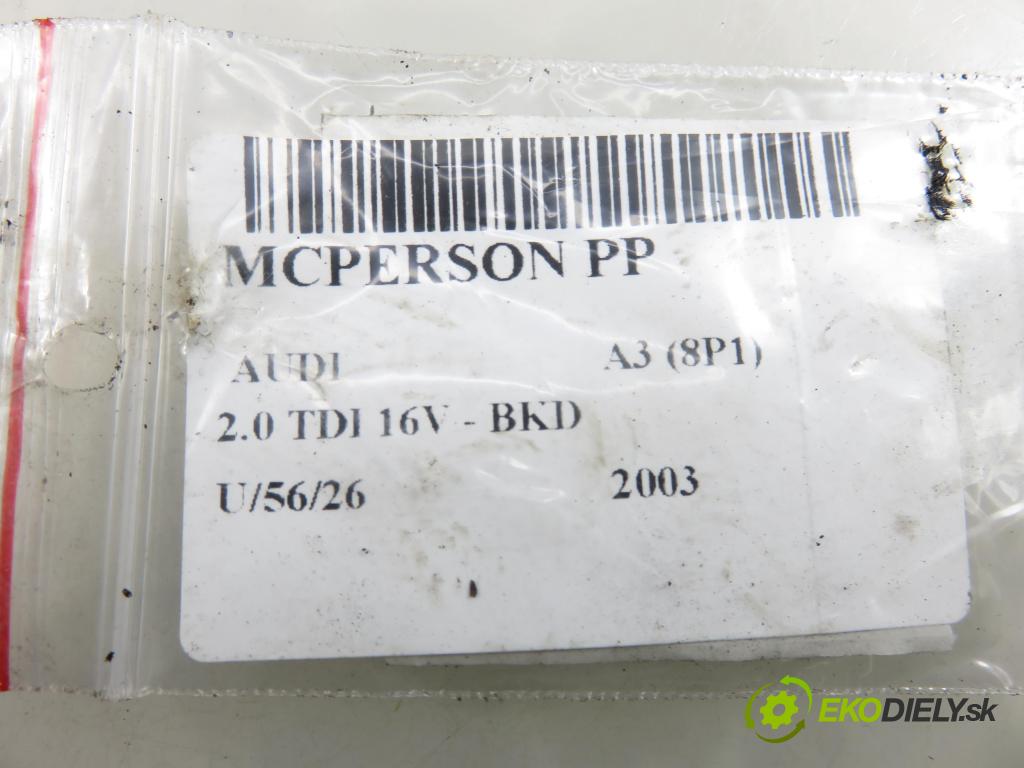 MCPERSON PP
AUDI A3 (8P1)
2.0 TDI 16V - BKD
U/56/26 2003
EKODIELY.sk